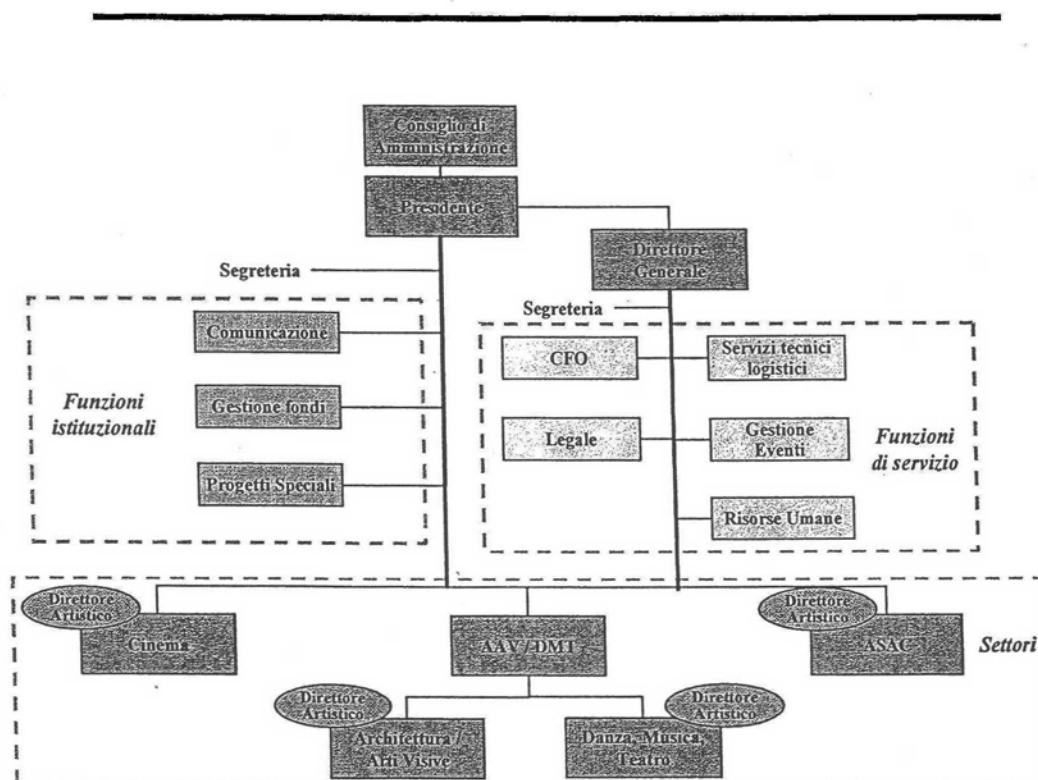 Consiglio di
Amministrazione
Presidente
Direttore
Generale
Segreteria
Segreteria
Comunicazione
CFO
Servizi tecnici
logistici
Funzioni
istituzionali
Gestione fondi
Legale
Gestione
Eventi
Funzioni
di servizio
Progetti Speciali
Risorse Umane
Direttore
Artistico
Cinema
AAV / DMT
Direttore
Artistico
ASAC
Settori
Direttore
Artistico
Architettura /
Arti Visive
Direttore
Artistico
Danza, Musica,
Teatro